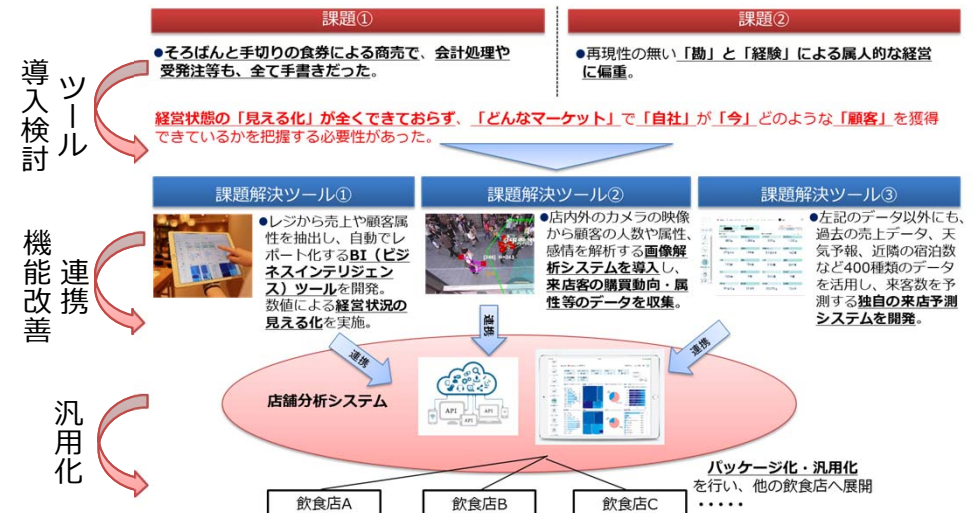 課題①
課題②
●そろばんと手切りの食券による商売で、会計処理や
受発注等も、全て手書きだった。
●再現性の無い「勘」と「経験」による属人的な経営
に偏重。
ツール
導入検討
経営状態の「見える化」が全くできておらず、「どんなマーケット」で「自社」が「今」どのような「顧客」を獲得
できているかを把握する必要性があった。
課題解決ツール①
課題解決ツール②
課題解決ツール③
連携
機能改善
●レジから売上や顧客属
性を抽出し、自動でレ
ポート化するBI(ビジ
ネスインテリジェン
ス)ツールを開発。
数値による経営状況の
見える化を実施。
●店内外のカメラの映像
から顧客の人数や属性、
感情を解析する画像解
析システムを導入し、
来店客の購買動向・属
性等のデータを収集。
●左記のデータ以外にも、
過去の売上データ、天
気予報、近隣の宿泊数
など400種類のデータ
を活用し、来客数を予
測する独自の来店予測
システムを開発。
連携
連携
連携
汎用化
店舗分析システム
API
API
API
パッケージ化・汎用化
を行い、他の飲食店へ展開
飲食店A
飲食店B
飲食店C
・・・・・